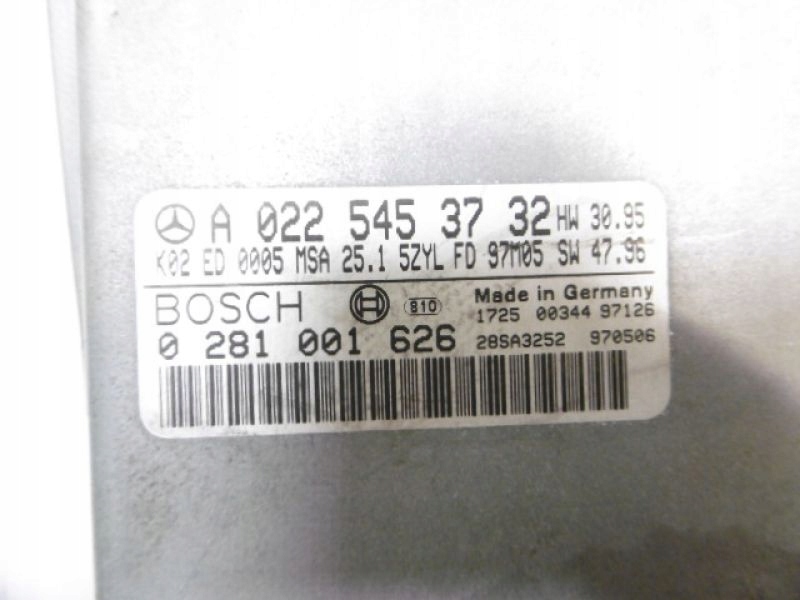 A 022 545 37 32 HW 30.95
K02 ED 0005 MSA 25.1 5ZYL FD 97M05 SW 47.96
BOSCH 810 Made in Germany
1725 00344 97126
0 281 001 626 28SA3252 970506